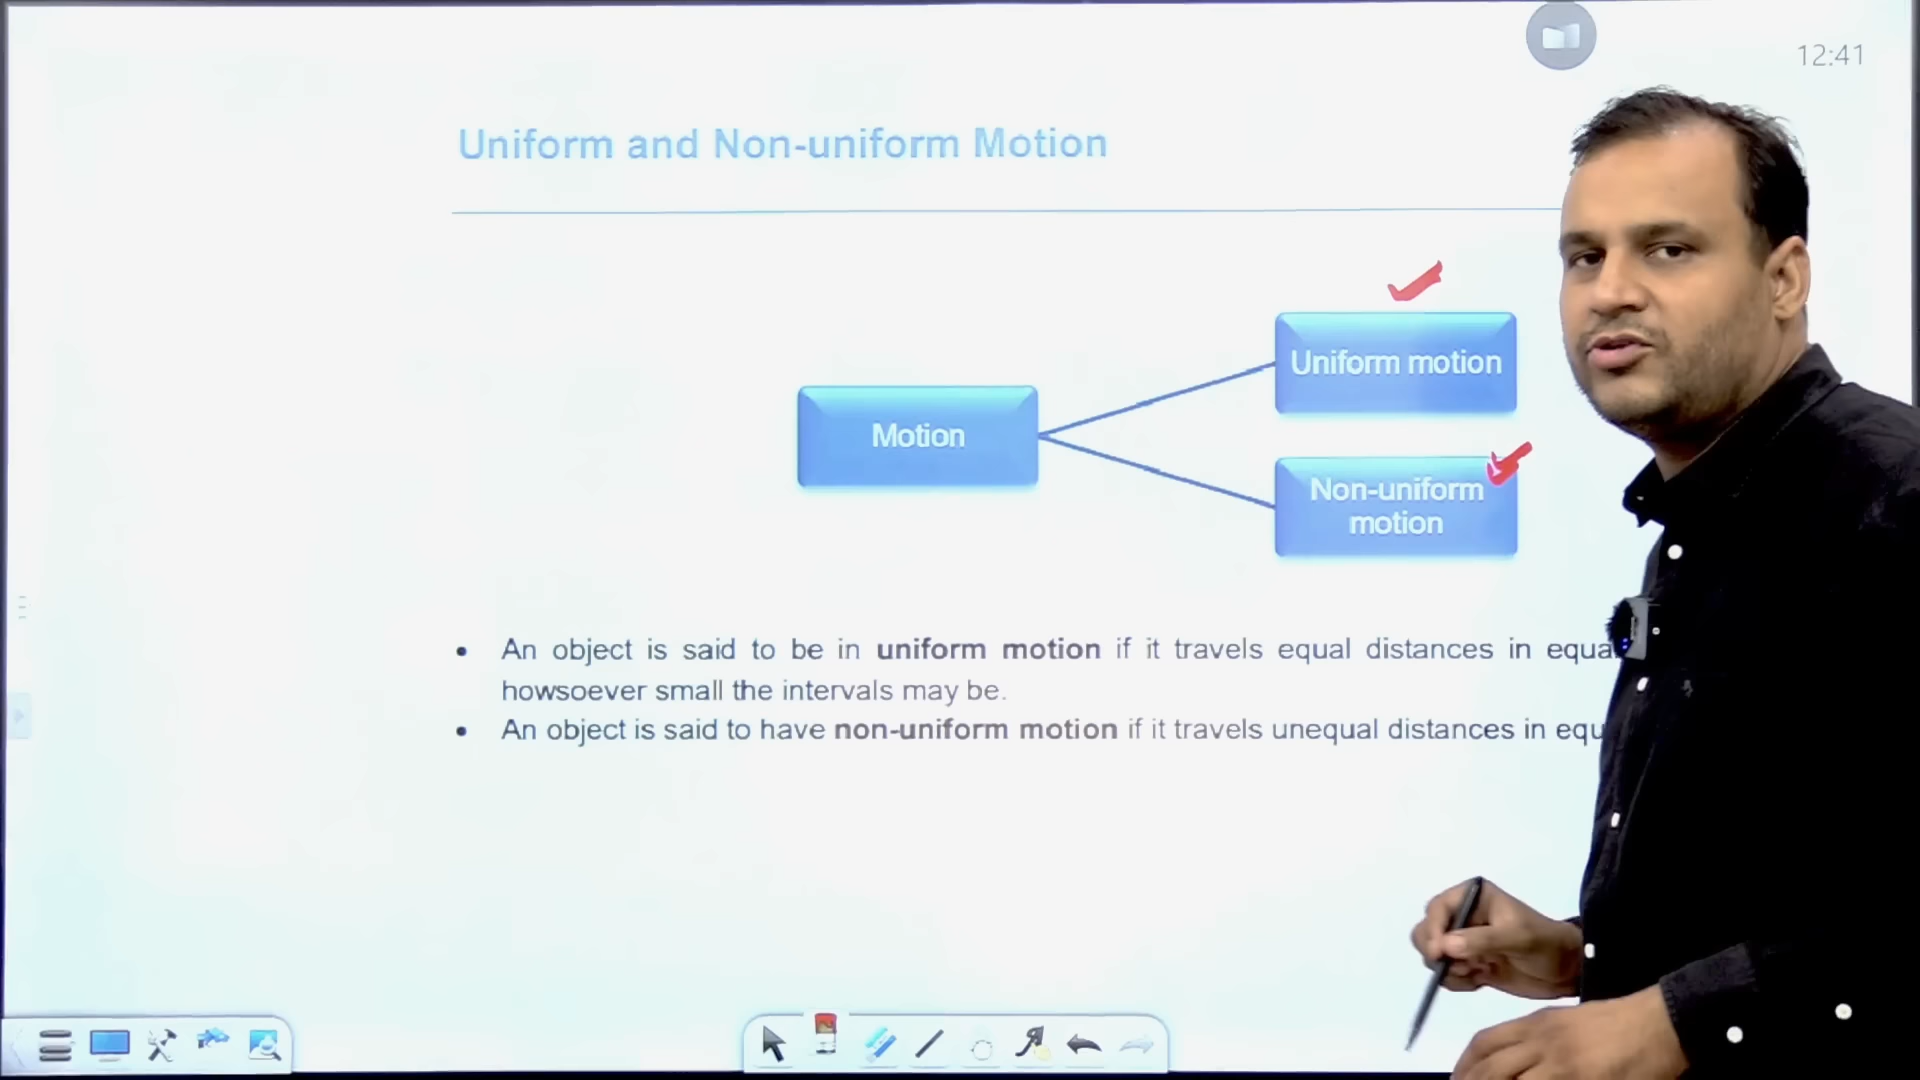 12:41
Uniform and Non-uniform Motion
Uniform motion
Motion
Non-uniform
motion
• An object is said to be in uniform motion if it travels equal distances in
howsoever small the intervals may be.
• An object is said to have non-uniform motion if it travels unequal distances in